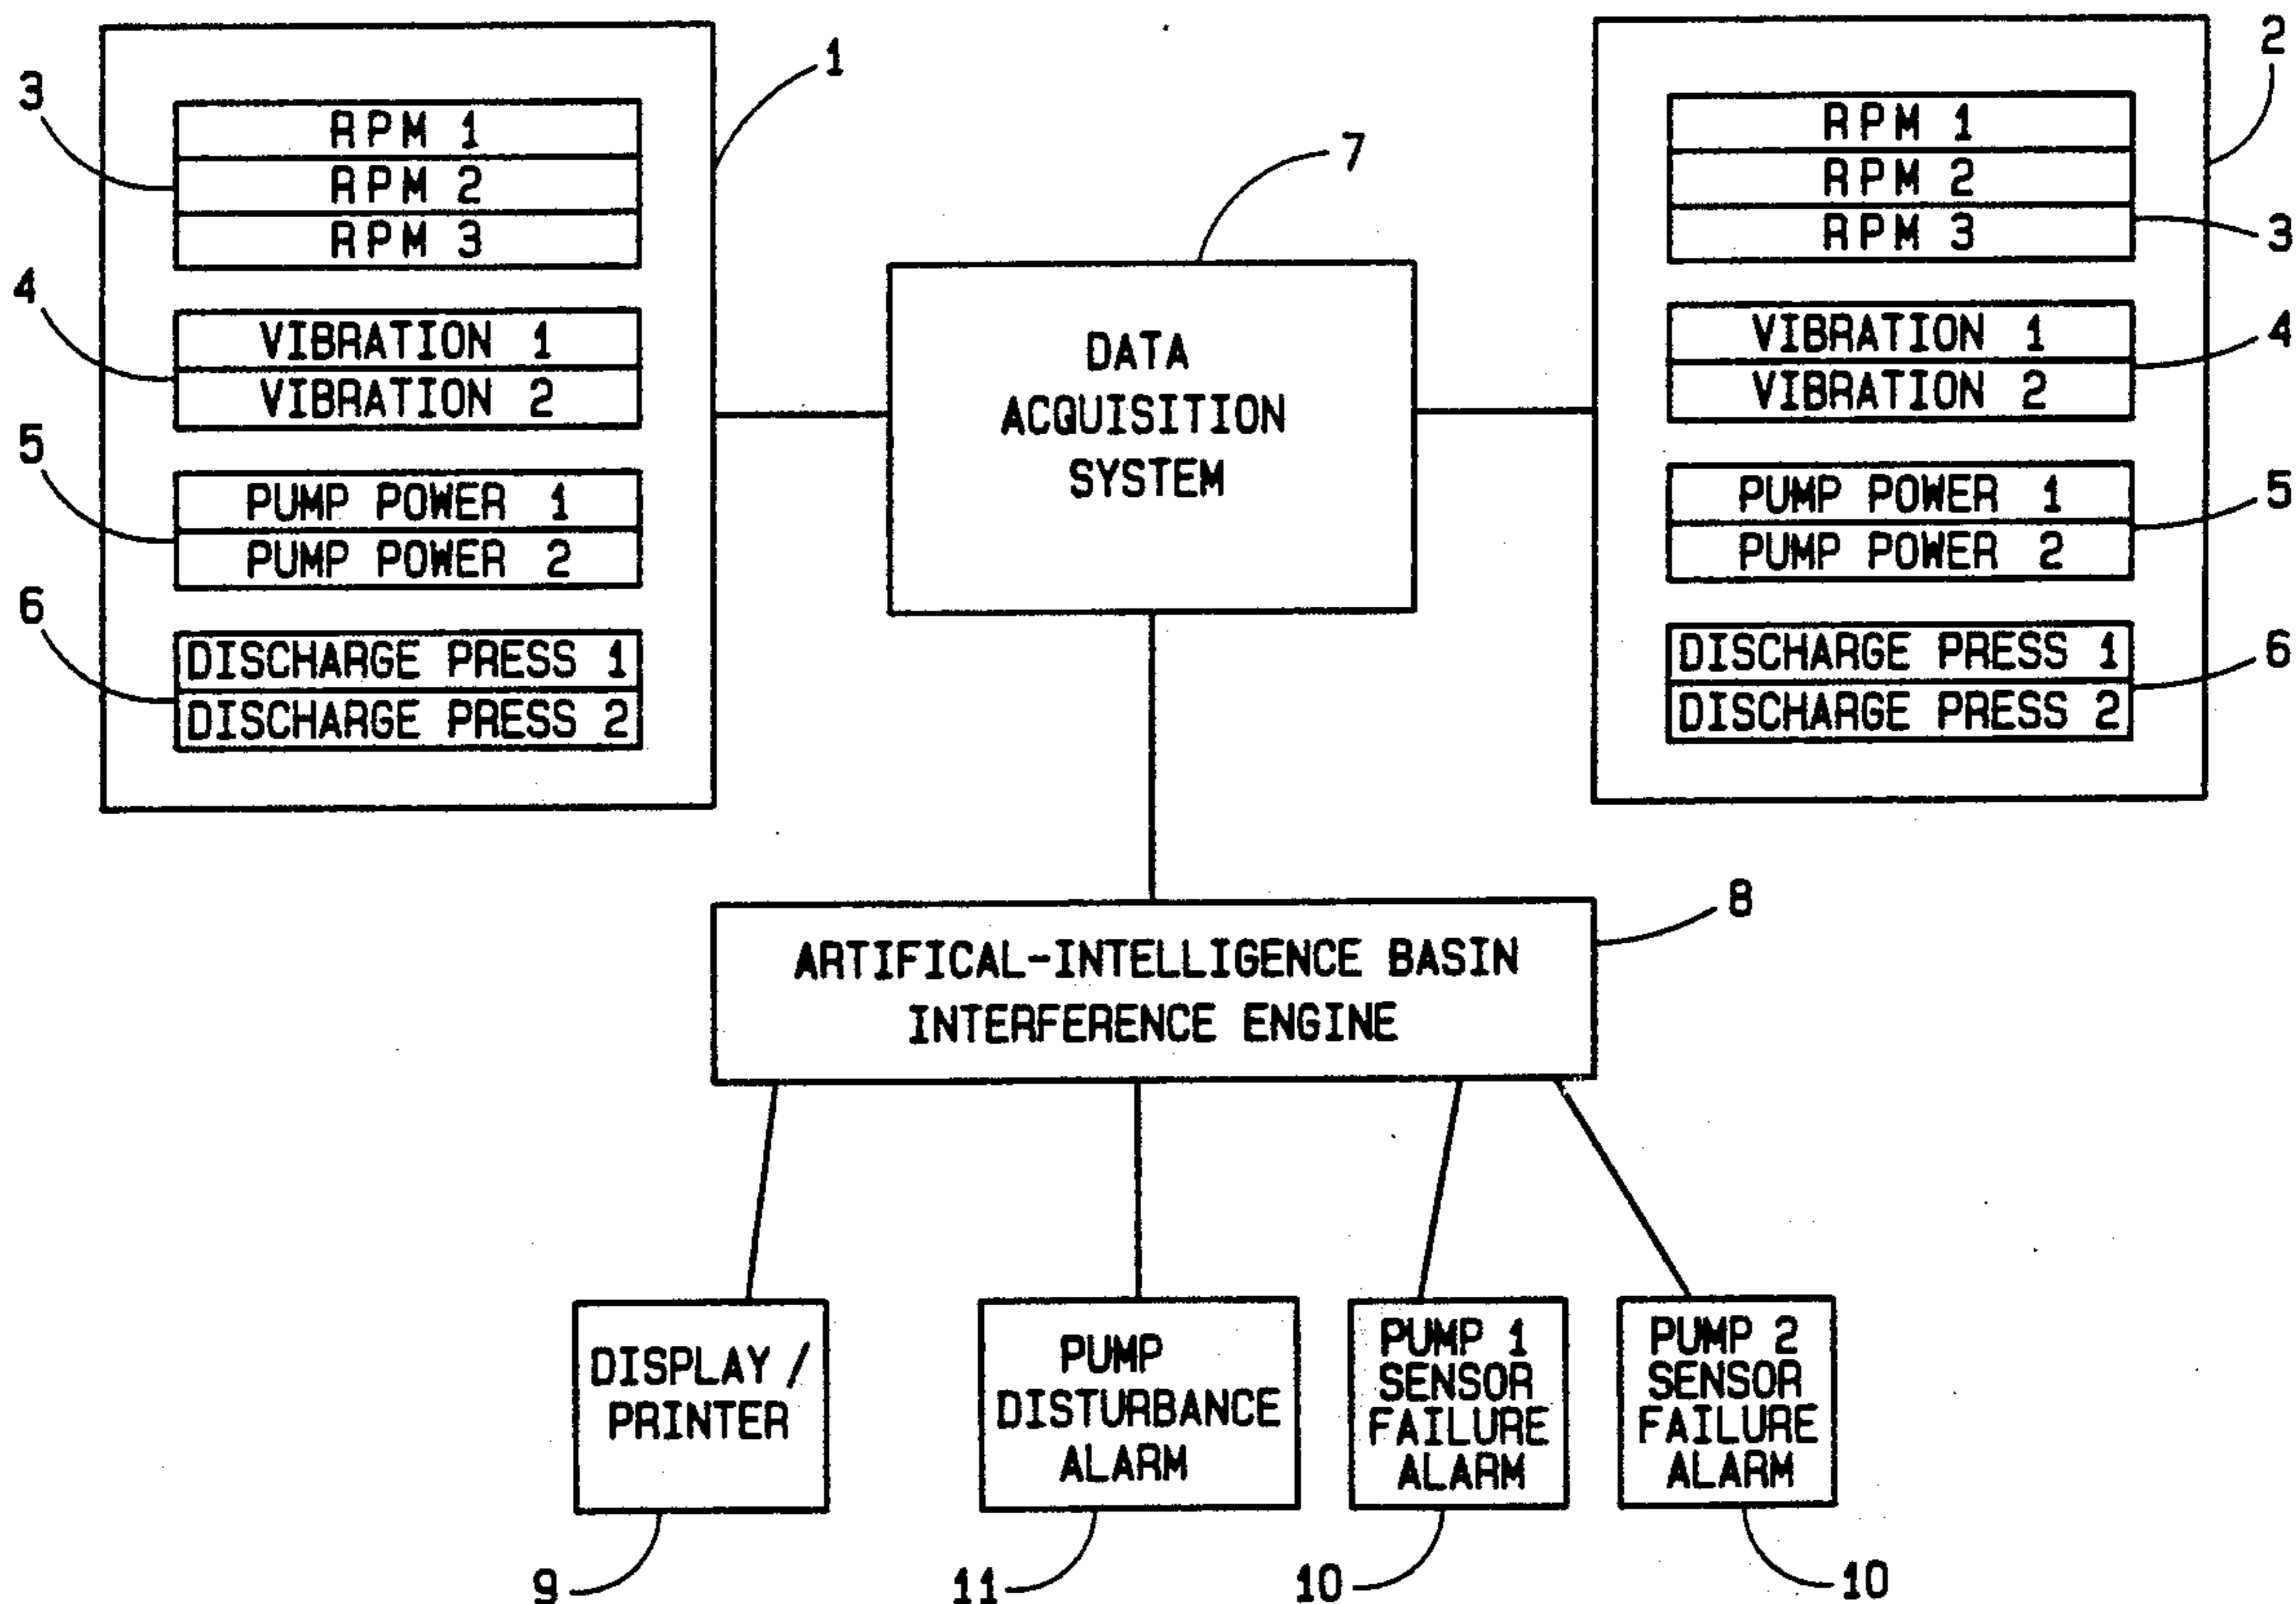 1
3
RPM 1
RPM 2
RPM 3
4
VIBRATION 1
VIBRATION 2
5
PUMP POWER 1
PUMP POWER 2
6
DISCHARGE PRESS 1
DISCHARGE PRESS 2
7
DATA
ACQUISITION
SYSTEM
2
RPM 1
RPM 2
RPM 3
3
VIBRATION 1
VIBRATION 2
4
PUMP POWER 1
PUMP POWER 2
5
DISCHARGE PRESS 1
DISCHARGE PRESS 2
6
8
ARTIFICAL-INTELLIGENCE BASIN
INTERFERENCE ENGINE
DISPLAY /
PRINTER
9
PUMP
DISTURBANCE
ALARM
11
PUMP 1
SENSOR
FAILURE
ALARM
10
PUMP 2
SENSOR
FAILURE
ALARM
10